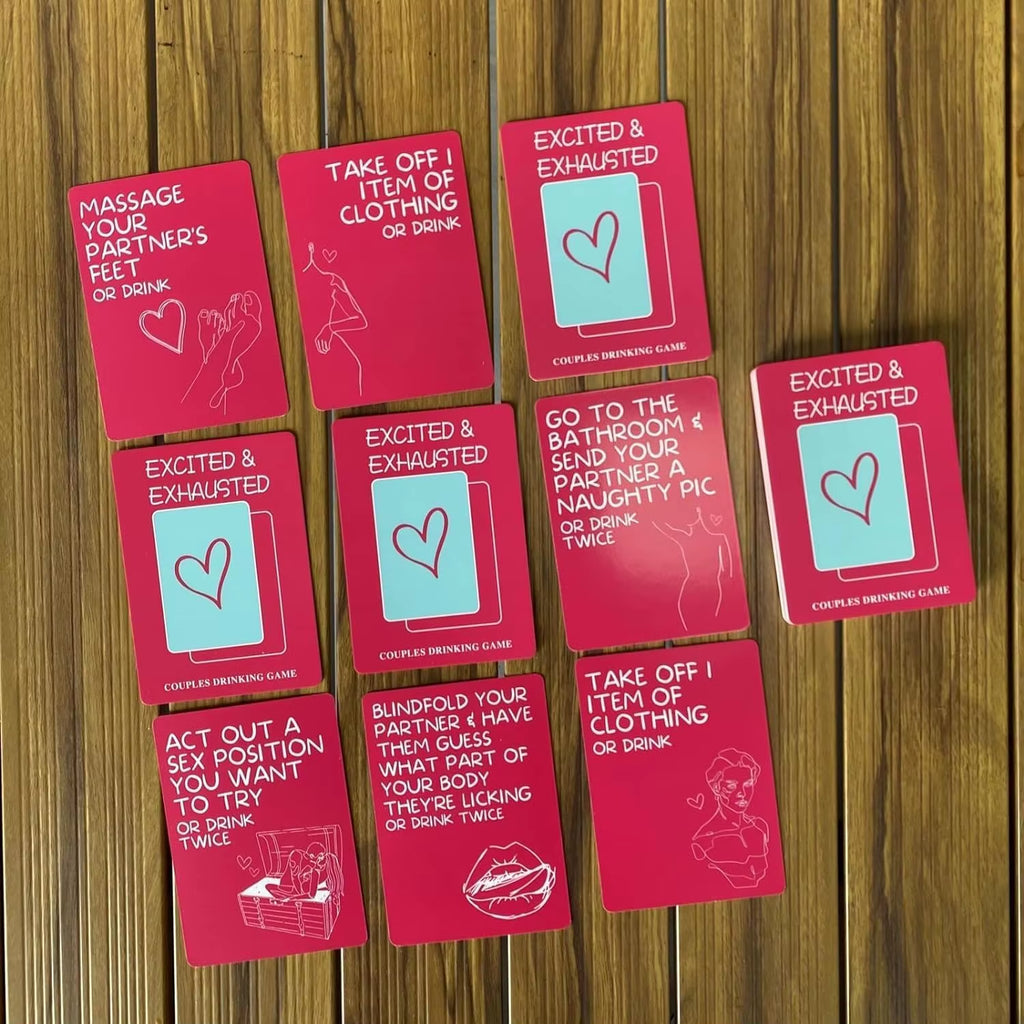 MASSAGE
YOUR
PARTNER'S
FEET
OR DRINK
TAKE OFF 1
ITEM OF
CLOTHING
OR DRINK
EXCITED &
EXHAUSTED
COUPLES DRINKING GAME
EXCITED &
EXHAUSTED
COUPLES DRINKING GAME
EXCITED &
EXHAUSTED
COUPLES DRINKING GAME
GO TO THE
BATHROOM &
SEND YOUR
PARTNER A
NAUGHTY PIC
OR DRINK
TWICE
EXCITED &
EXHAUSTED
COUPLES DRINKING GAME
ACT OUT A
SEX POSITION
YOU WANT
TO TRY
OR DRINK
TWICE
BLINDFOLD YOUR
PARTNER & HAVE
THEM GUESS
WHAT PART OF
YOUR BODY
THEY'RE LICKING
OR DRINK TWICE
TAKE OFF 1
ITEM OF
CLOTHING
OR DRINK